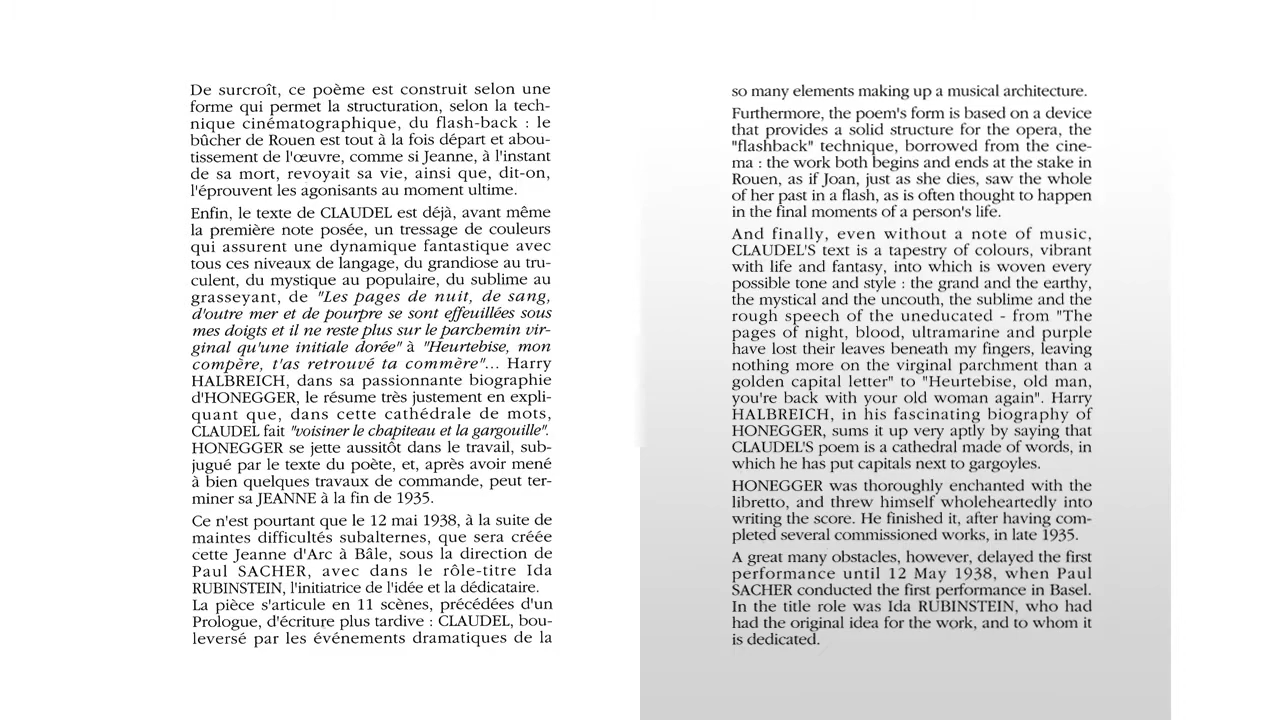 De surcroît, ce poème est construit selon une
forme qui permet la structuration, selon la tech-
nique cinématographique, du flash-back : le
bûcher de Rouen est tout à la fois départ et abou-
tissement de l'œuvre, comme si Jeanne, à l'instant
de sa mort, revoyait sa vie, ainsi que, dit-on,
l'éprouvent les agonisants au moment ultime.
Enfin, le texte de CLAUDEL est déjà, avant même
la première note posée, un tressage de couleurs
qui assurent une dynamique fantastique avec
tous ces niveaux de langage, du grandiose au tru-
culent, du mystique au populaire, du sublime au
grasseyant, de "Les pages de nuit, de sang,
d'outre mer et de pourpre se sont effeuillées sous
mes doigts et il ne reste plus sur le parchemin vir-
ginal qu'une initiale dorée" à "Heurtebise, mon
compère, t'as retrouvé ta commère"... Harry
HALBREICH, dans sa passionnante biographie
d'HONEGGER, le résume très justement en expli-
quant que, dans cette cathédrale de mots,
CLAUDEL fait "voisiner le chapiteau et la gargouille".
HONEGGER se jette aussitôt dans le travail, sub-
jugué par le texte du poète, et, après avoir mené
à bien quelques travaux de commande, peut ter-
miner sa JEANNE à la fin de 1935.
Ce n'est pourtant que le 12 mai 1938, à la suite de
maintes difficultés subalternes, que sera créée
cette Jeanne d'Arc à Bâle, sous la direction de
Paul SACHER, avec dans le rôle-titre Ida
RUBINSTEIN, l'initiatrice de l'idée et la dédicataire.
La pièce s'articule en 11 scènes, précédées d'un
Prologue, d'écriture plus tardive : CLAUDEL, bou-
leversé par les événements dramatiques de la
so many elements making up a musical architecture.
Furthermore, the poem's form is based on a device
that provides a solid structure for the opera, the
"flashback" technique, borrowed from the cine-
ma : the work both begins and ends at the stake in
Rouen, as if Joan, just as she dies, saw the whole
of her past in a flash, as is often thought to happen
in the final moments of a person's life.
And finally, even without a note of music,
CLAUDEL'S text is a tapestry of colours, vibrant
with life and fantasy, into which is woven every
possible tone and style : the grand and the earthy,
the mystical and the uncouth, the sublime and the
rough speech of the uneducated - from "The
pages of night, blood, ultramarine and purple
have lost their leaves beneath my fingers, leaving
nothing more on the virginal parchment than a
golden capital letter" to "Heurtebise, old man,
you're back with your old woman again". Harry
HALBREICH, in his fascinating biography of
HONEGGER, sums it up very aptly by saying that
CLAUDEL'S poem is a cathedral made of words, in
which he has put capitals next to gargoyles.
HONEGGER was thoroughly enchanted with the
libretto, and threw himself wholeheartedly into
writing the score. He finished it, after having com-
pleted several commissioned works, in late 1935.
A great many obstacles, however, delayed the first
performance until 12 May 1938, when Paul
SACHER conducted the first performance in Basel.
In the title role was Ida RUBINSTEIN, who had
had the original idea for the work, and to whom it
is dedicated.